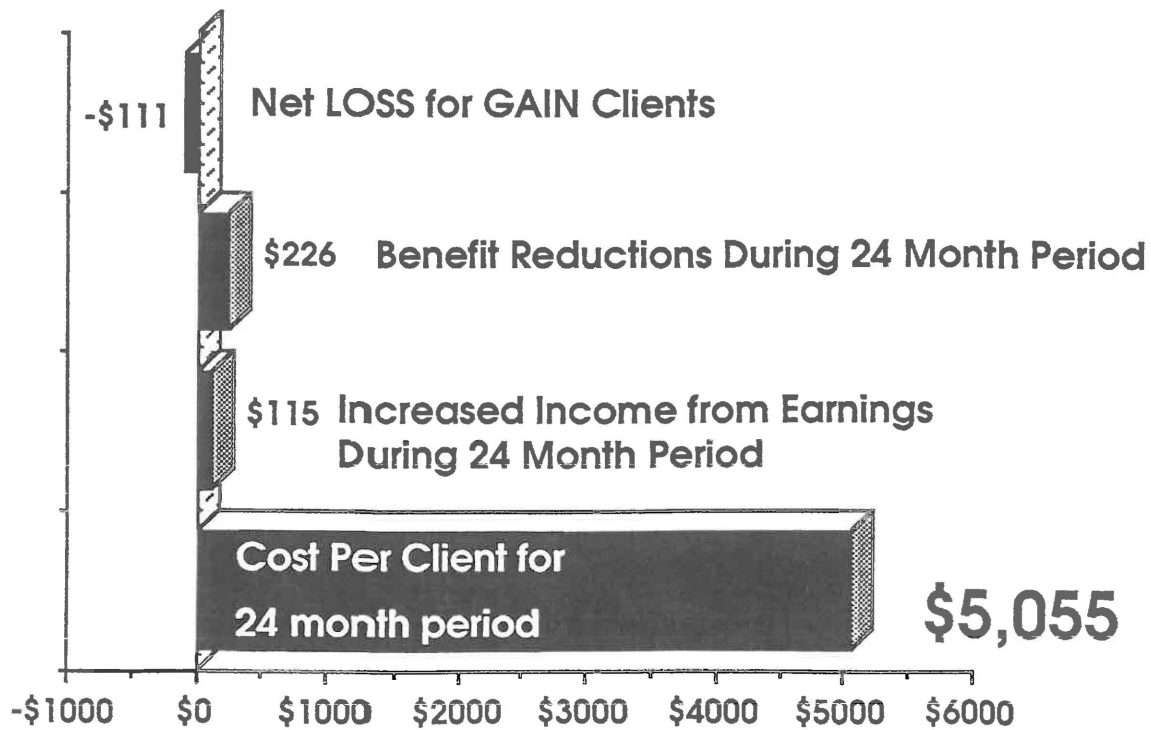 -$111 Net LOSS for GAIN Clients
$226 Benefit Reductions During 24 Month Period
$115 Increased Income from Earnings
During 24 Month Period
Cost Per Client for
24 month period
$5,055
-$1000 $0 $1000 $2000 $3000 $4000 $5000 $6000